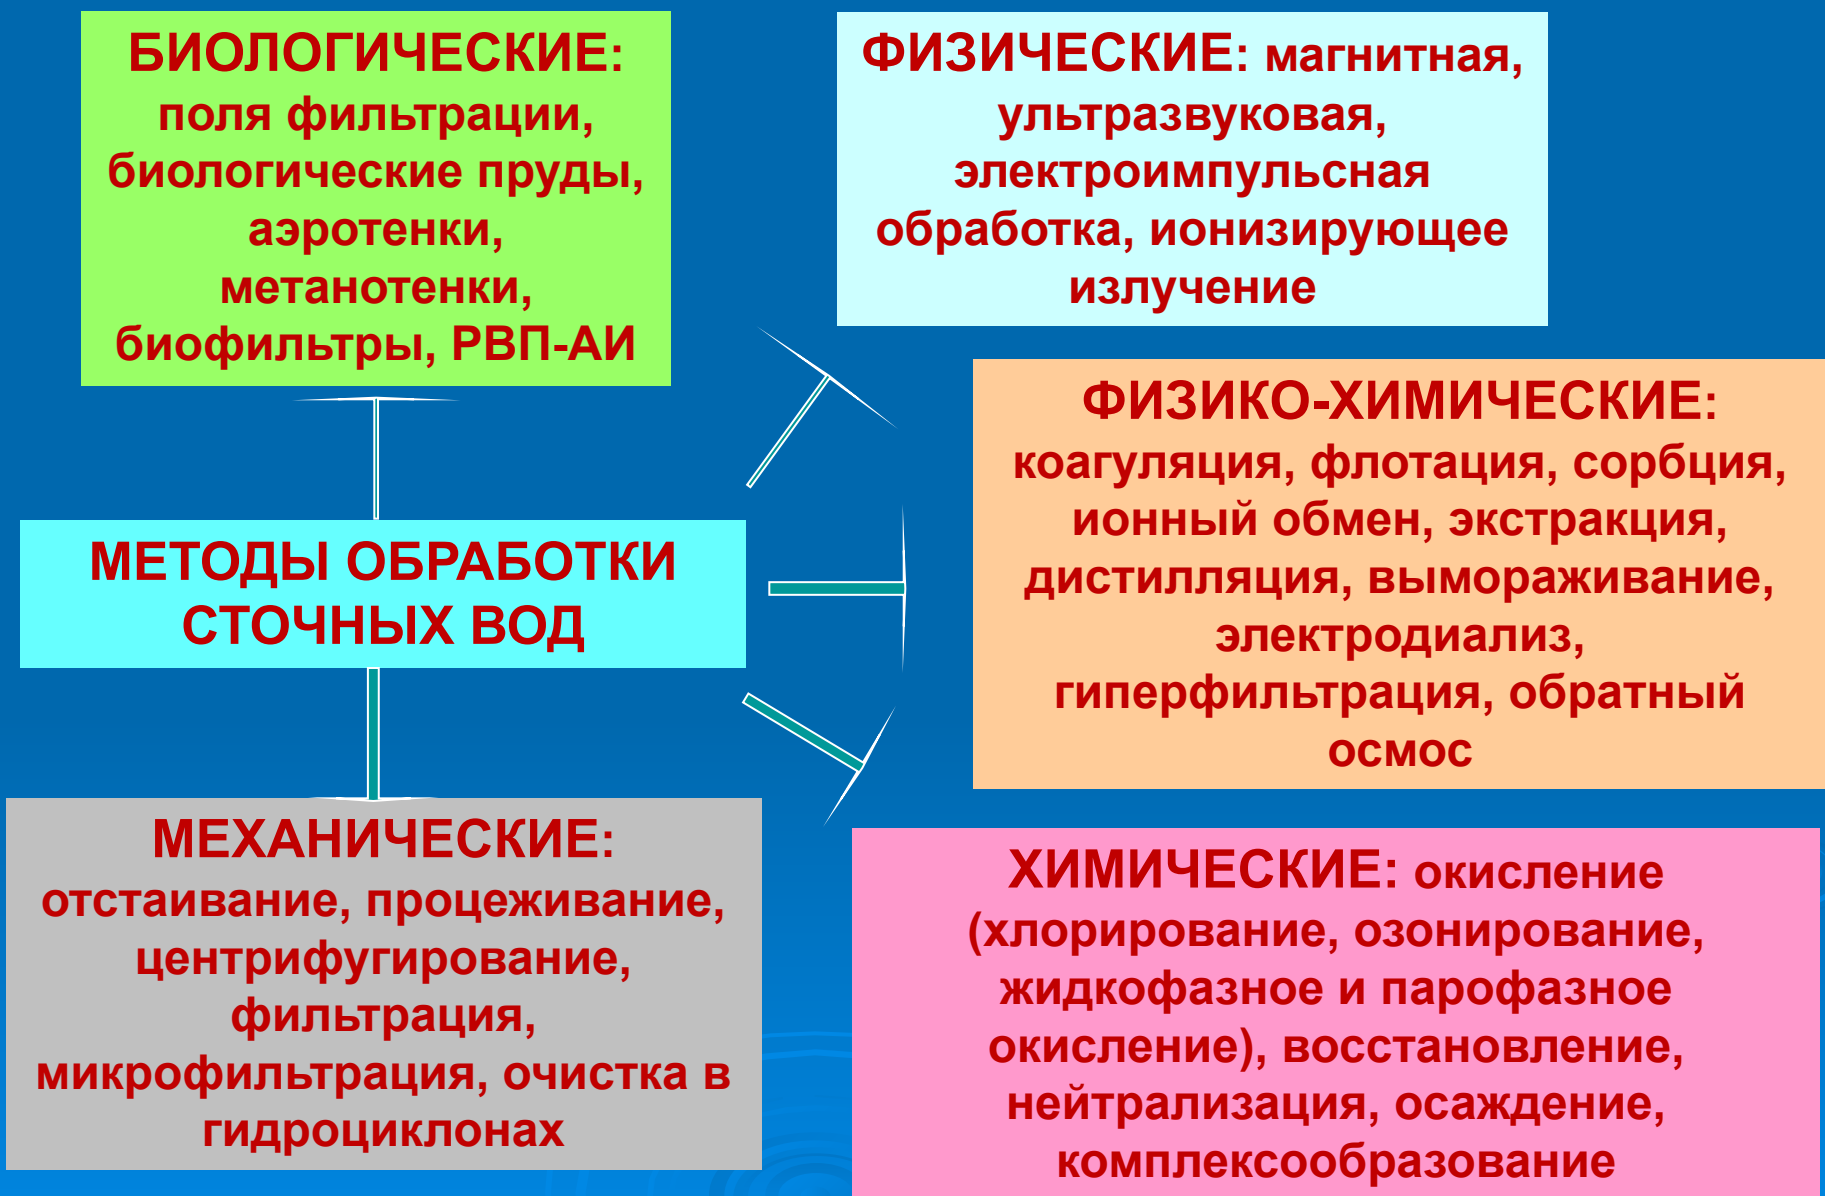 БИОЛОГИЧЕСКИЕ:
поля фильтрации,
биологические пруды,
аэротенки,
метанотенки,
биофильтры, РВП-АИ
ФИЗИЧЕСКИЕ: магнитная,
ультразвуковая,
электроимпульсная
обработка, ионизирующее
излучение
ФИЗИКО-ХИМИЧЕСКИЕ:
коагуляция, флотация, сорбция,
ионный обмен, экстракция,
дистилляция, вымораживание,
электродиализ,
гиперфильтрация, обратный
осмос
МЕТОДЫ ОБРАБОТКИ
СТОЧНЫХ ВОД
МЕХАНИЧЕСКИЕ:
отстаивание, процеживание,
центрифугирование,
фильтрация,
микрофильтрация, очистка в
гидроциклонах
ХИМИЧЕСКИЕ: окисление
(хлорирование, озонирование,
жидкофазное и парофазное
окисление), восстановление,
нейтрализация, осаждение,
комплексообразование